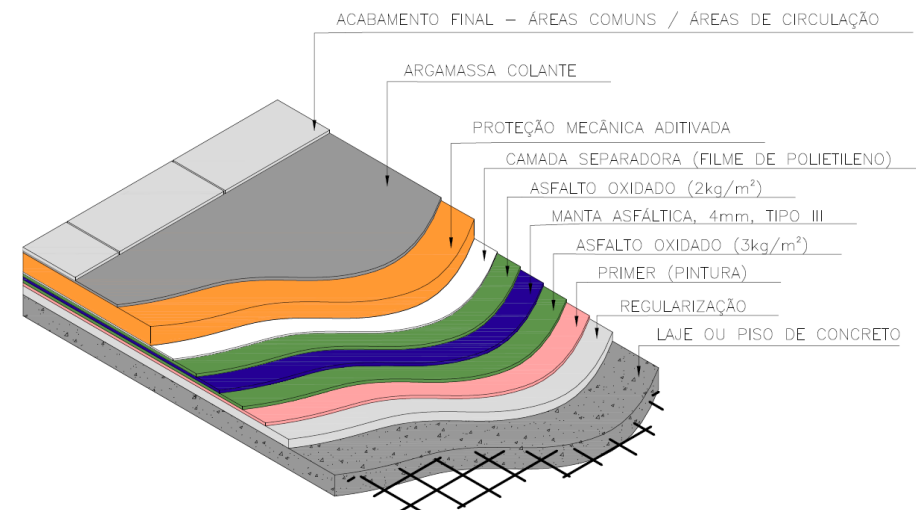 ACABAMENTO FINAL – ÁREAS COMUNS / ÁREAS DE CIRCULAÇÃO
ARGAMASSA COLANTE
PROTEÇÃO MECÂNICA ADITIVADA
CAMADA SEPARADORA (FILME DE POLIETILENO)
ASFALTO OXIDADO (2kg/m²)
MANTA ASFÁLTICA, 4mm, TIPO III
ASFALTO OXIDADO (3kg/m²)
PRIMER (PINTURA)
REGULARIZAÇÃO
LAJE OU PISO DE CONCRETO